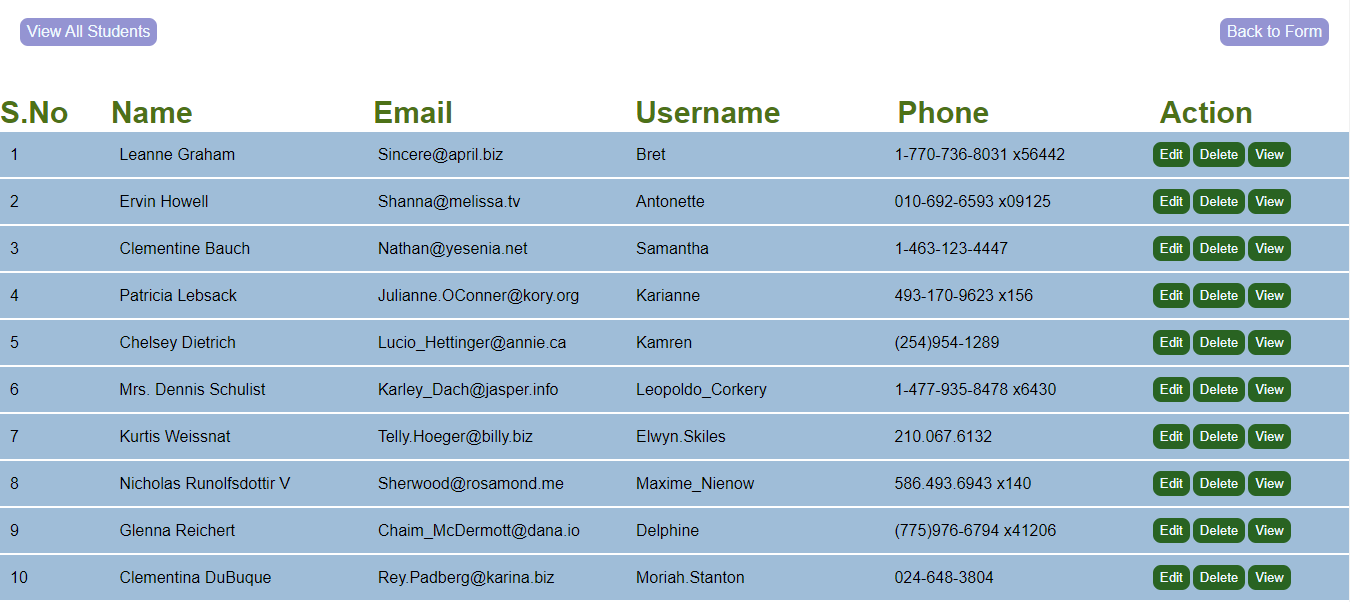 View All Students Back to Form
S.No Name Email Username Phone Action
1 Leanne Graham Sincere@april.biz Bret 1-770-736-8031 x56442 Edit Delete View
2 Ervin Howell Shanna@melissa.tv Antonette 010-692-6593 x09125 Edit Delete View
3 Clementine Bauch Nathan@yesenia.net Samantha 1-463-123-4447 Edit Delete View
4 Patricia Lebsack Julianne.OConner@kory.org Karianne 493-170-9623 x156 Edit Delete View
5 Chelsey Dietrich Lucio_Hettinger@annie.ca Kamren (254)954-1289 Edit Delete View
6 Mrs. Dennis Schulist Karley_Dach@jasper.info Leopoldo_Corkery 1-477-935-8478 x6430 Edit Delete View
7 Kurtis Weissnat Telly.Hoeger@billy.biz Elwyn.Skiles 210.067.6132 Edit Delete View
8 Nicholas Runolfsdottir V Sherwood@rosamond.me Maxime_Nienow 586.493.6943 x140 Edit Delete View
9 Glenna Reichert Chaim_McDermott@dana.io Delphine (775)976-6794 x41206 Edit Delete View
10 Clementina DuBuque Rey.Padberg@karina.biz Moriah.Stanton 024-648-3804 Edit Delete View